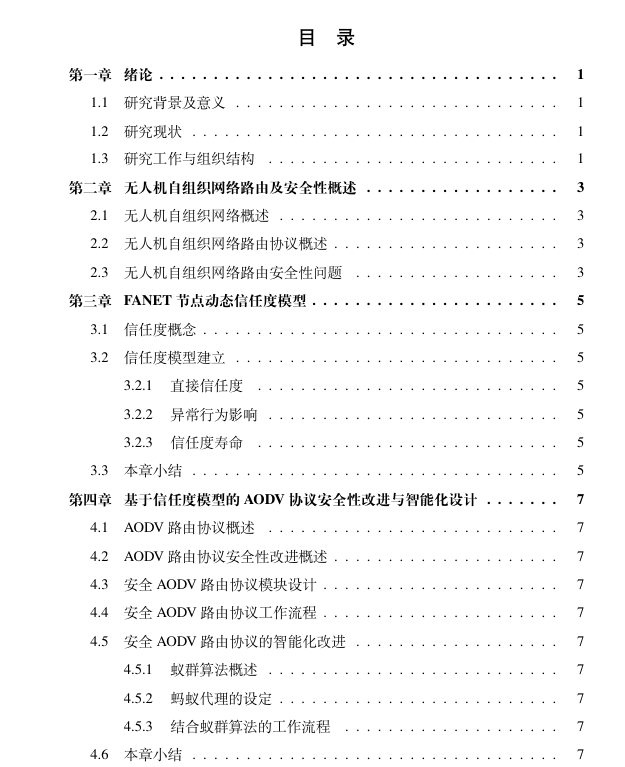 目 录
第一章 绪论 . . . . . . . . . . . . . . . . . . . . . . . . . . . . . . . . . . . . . 1
1.1 研究背景及意义 . . . . . . . . . . . . . . . . . . . . . . . . . . . . . . 1
1.2 研究现状 . . . . . . . . . . . . . . . . . . . . . . . . . . . . . . . . . . 1
1.3 研究工作与组织结构 . . . . . . . . . . . . . . . . . . . . . . . . . . . 1
第二章 无人机自组织网络路由及安全性概述 . . . . . . . . . . . . . . . . . . 3
2.1 无人机自组织网络概述 . . . . . . . . . . . . . . . . . . . . . . . . . . 3
2.2 无人机自组织网络路由协议概述 . . . . . . . . . . . . . . . . . . . . . 3
2.3 无人机自组织网络路由安全性问题 . . . . . . . . . . . . . . . . . . . 3
第三章 FANET 节点动态信任度模型 . . . . . . . . . . . . . . . . . . . . . . . 5
3.1 信任度概念 . . . . . . . . . . . . . . . . . . . . . . . . . . . . . . . . . 5
3.2 信任度模型建立 . . . . . . . . . . . . . . . . . . . . . . . . . . . . . . 5
3.2.1 直接信任度 . . . . . . . . . . . . . . . . . . . . . . . . . . . . 5
3.2.2 异常行为影响 . . . . . . . . . . . . . . . . . . . . . . . . . . . 5
3.2.3 信任度寿命 . . . . . . . . . . . . . . . . . . . . . . . . . . . . 5
3.3 本章小结 . . . . . . . . . . . . . . . . . . . . . . . . . . . . . . . . . . 5
第四章 基于信任度模型的 AODV 协议安全性改进与智能化设计 . . . . . . . 7
4.1 AODV 路由协议概述 . . . . . . . . . . . . . . . . . . . . . . . . . . . 7
4.2 AODV 路由协议安全性改进概述 . . . . . . . . . . . . . . . . . . . . . 7
4.3 安全 AODV 路由协议模块设计 . . . . . . . . . . . . . . . . . . . . . . 7
4.4 安全 AODV 路由协议工作流程 . . . . . . . . . . . . . . . . . . . . . . 7
4.5 安全 AODV 路由协议的智能化改进 . . . . . . . . . . . . . . . . . . . 7
4.5.1 蚁群算法概述 . . . . . . . . . . . . . . . . . . . . . . . . . . . 7
4.5.2 蚂蚁代理的设定 . . . . . . . . . . . . . . . . . . . . . . . . . . 7
4.5.3 结合蚁群算法的工作流程 . . . . . . . . . . . . . . . . . . . . 7
4.6 本章小结 . . . . . . . . . . . . . . . . . . . . . . . . . . . . . . . . . . 7